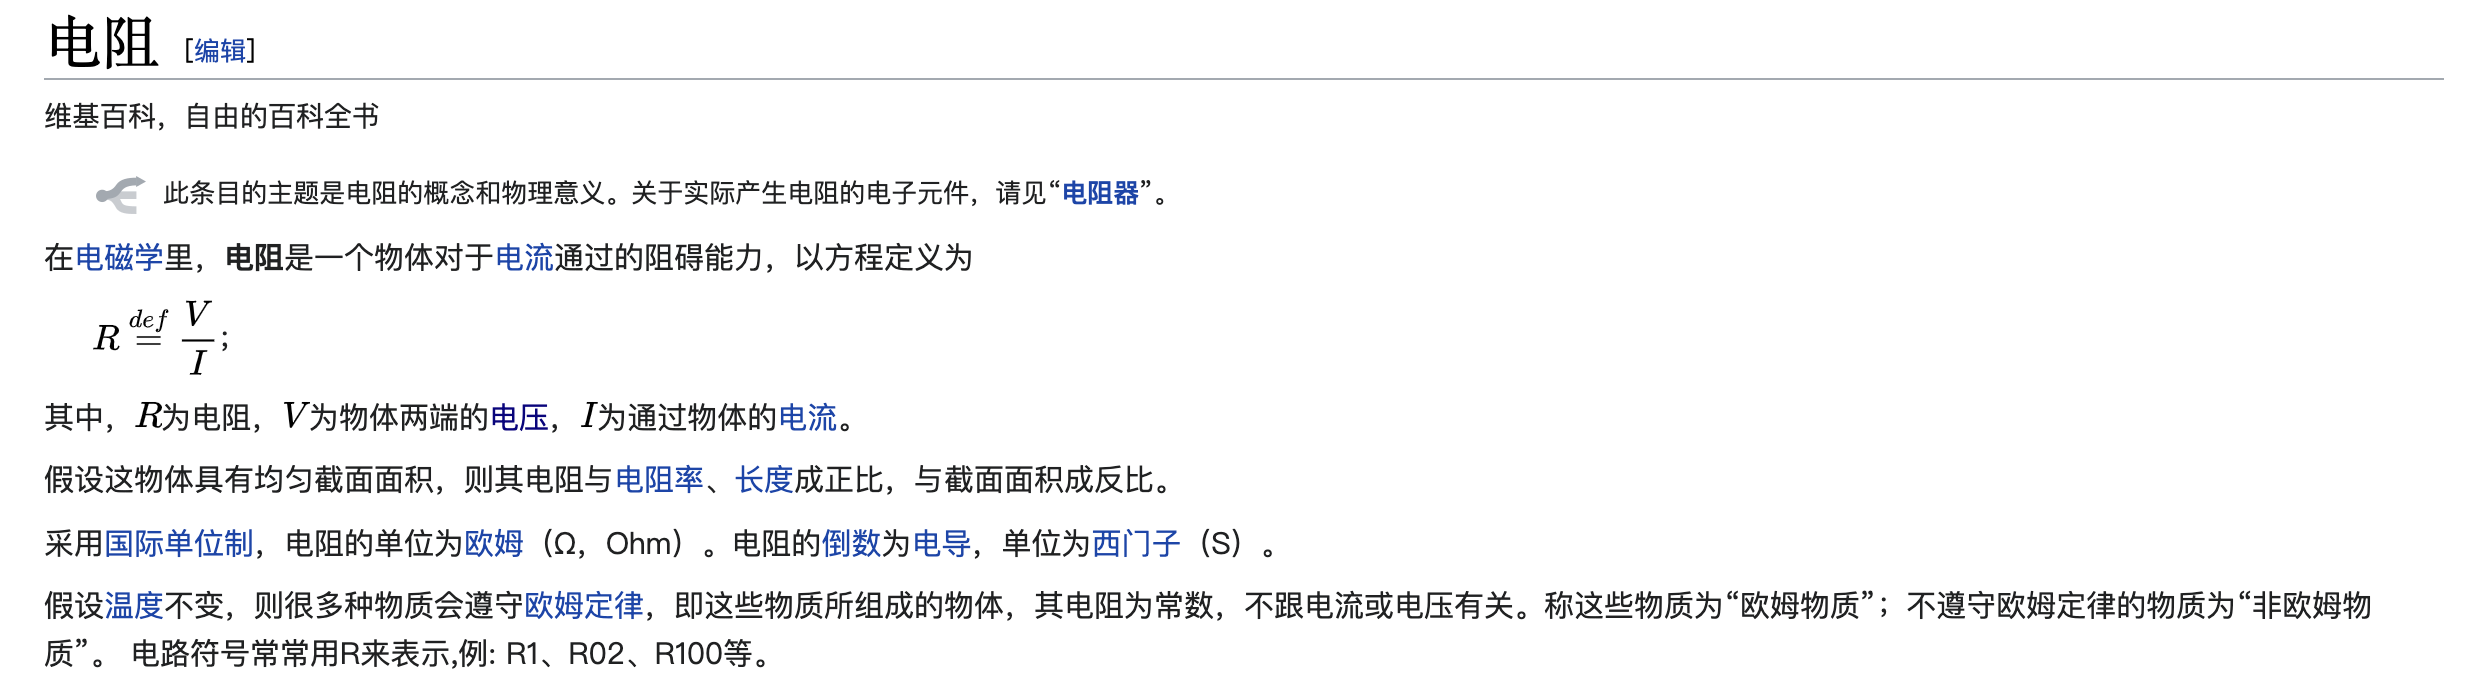 电阻 [编辑]
维基百科，自由的百科全书
此条目的主题是电阻的概念和物理意义。关于实际产生电阻的电子元件，请见“电阻器”。
在电磁学里，电阻是一个物体对于电流通过的阻碍能力，以方程定义为
R \stackrel{def}{=} \frac{V}{I};
其中，R为电阻，V为物体两端的电压，I为通过物体的电流。
假设这物体具有均匀截面面积，则其电阻与电阻率、长度成正比，与截面面积成反比。
采用国际单位制，电阻的单位为欧姆（Ω，Ohm）。电阻的倒数为电导，单位为西门子（S）。
假设温度不变，则很多种物质会遵守欧姆定律，即这些物质所组成的物体，其电阻为常数，不跟电流或电压有关。称这些物质为“欧姆物质”；不遵守欧姆定律的物质为“非欧姆物
质”。 电路符号常常用R来表示,例: R1、R02、R100等。